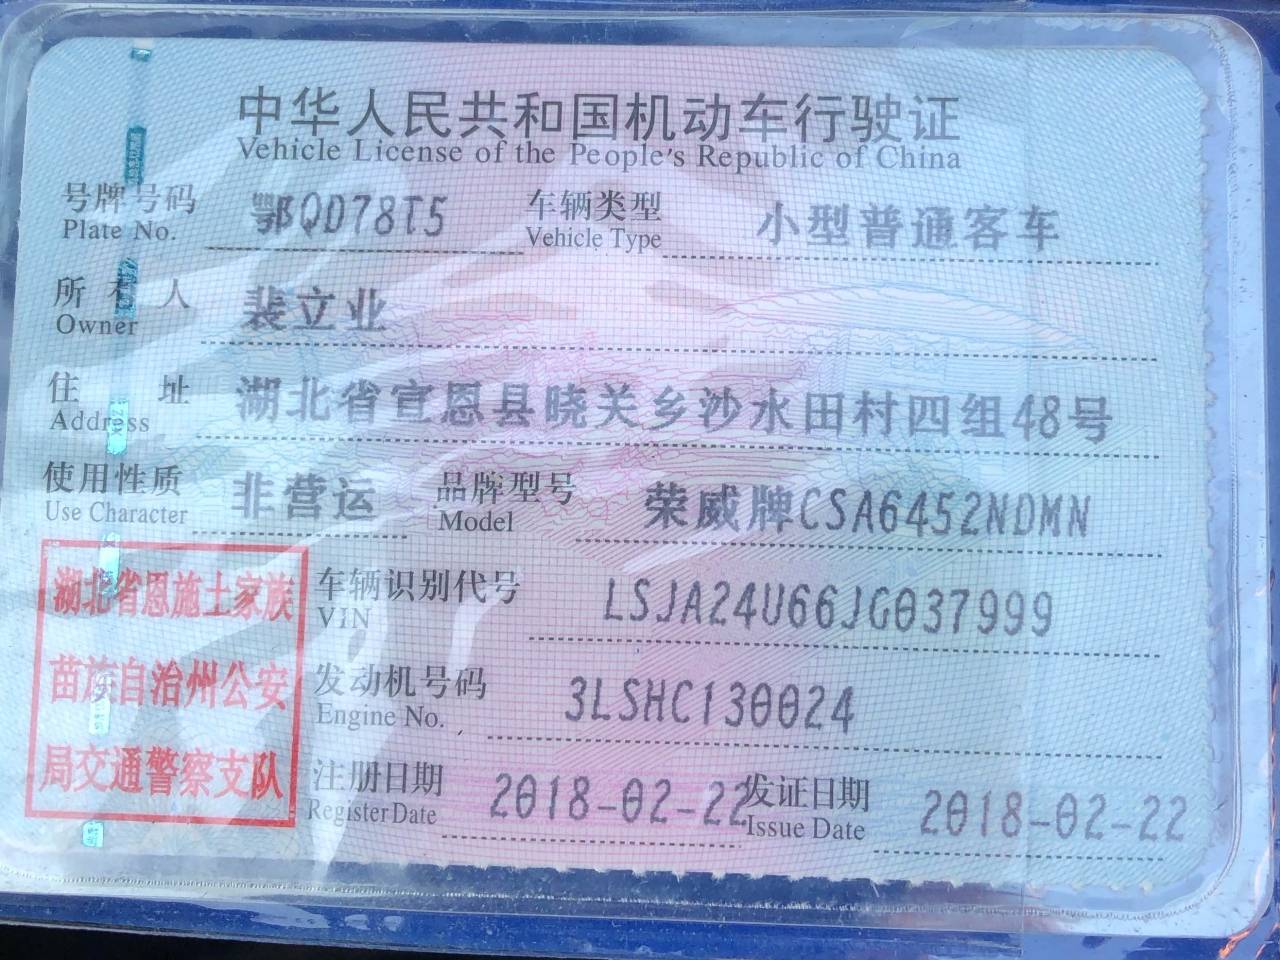 中华人民共和国机动车行驶证
Vehicle License of the People's Republic of China
号牌号码 鄂QD78T5 车辆类型 小型普通客车
Plate No. Vehicle Type
所有人 裴立业
Owner
住址 湖北省宣恩县晓关乡沙水田村四组48号
Address
使用性质 非营运 品牌型号 荣威牌CSA6452NDMN
Use Character Model
湖北省恩施土家族
苗族自治州公安
局交通警察支队
车辆识别代号 LSJA24U66JG037999
VIN
发动机号码 3LSHC130024
Engine No.
注册日期 2018-02-22 发证日期 2018-02-22
Register Date Issue Date